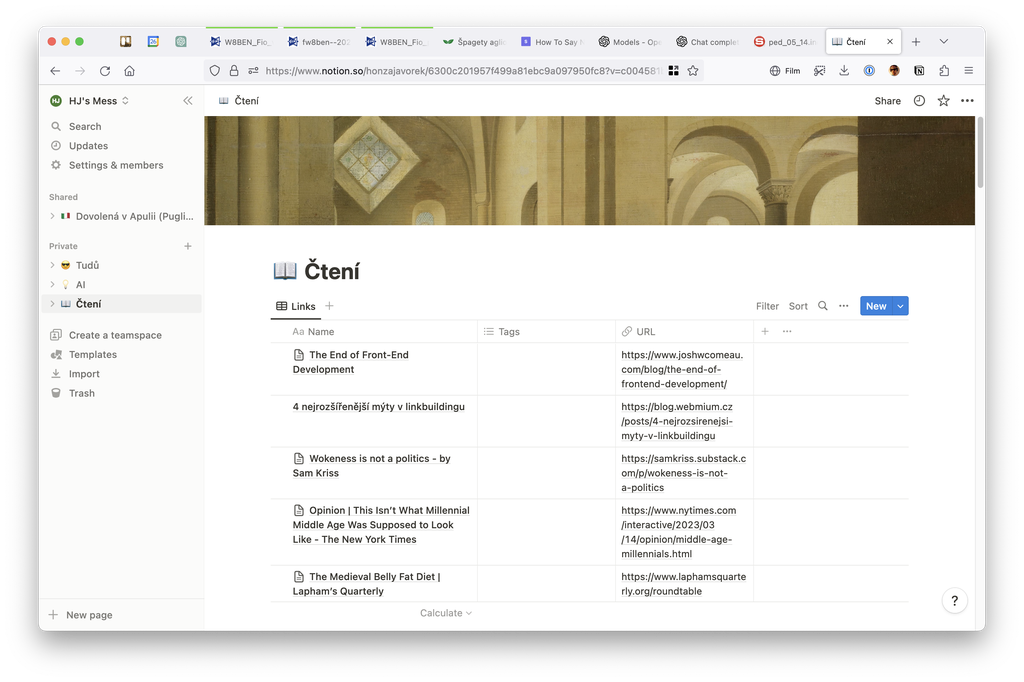 W8BEN_Fio_
fw8ben--202
W8BEN_Fio_
Špagety aglio
How To Say N
Models - Ope
Chat complet
ped_05_14.in
Čtení
https://www.notion.so/honzajavorek/6300c201957f499a81ebc9a097950fc8?v=c004581
Film
HJ
HJ's Mess
Čtení
Share
Search
Updates
Settings & members
Shared
Dovolená v Apulii (Pugli...
Private
Tudů
AI
Čtení
Create a teamspace
Templates
Import
Trash
New page
Čtení
Links
Filter
Sort
New
Aa Name
Tags
URL
The End of Front-End
Development
https://www.joshwcomeau.
com/blog/the-end-of-
frontend-development/
4 nejrozšířenější mýty v linkbuildingu
https://blog.webmium.cz
/posts/4-nejrozsirenejsi-
myty-v-linkbuildingu
Wokeness is not a politics - by
Sam Kriss
https://samkriss.substack.c
om/p/wokeness-is-not-
a-politics
Opinion | This Isn't What Millennial
Middle Age Was Supposed to Look
Like - The New York Times
https://www.nytimes.com
/interactive/2023/03
/14/opinion/middle-age-
millennials.html
The Medieval Belly Fat Diet |
Lapham's Quarterly
https://www.laphamsquarte
rly.org/roundtable
Calculate
?